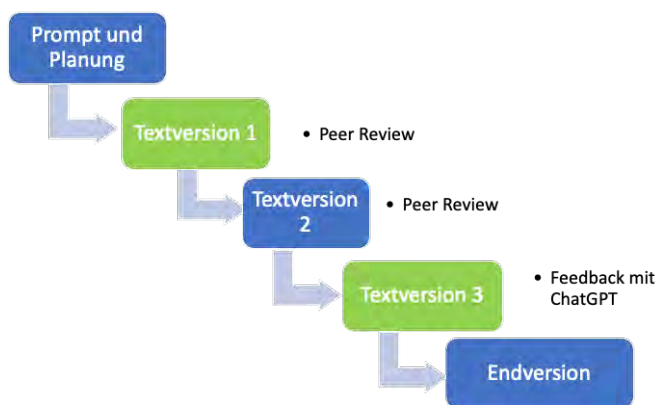 Prompt und
Planung
Textversion 1
• Peer Review
Textversion
2
• Peer Review
Textversion 3
• Feedback mit
ChatGPT
Endversion